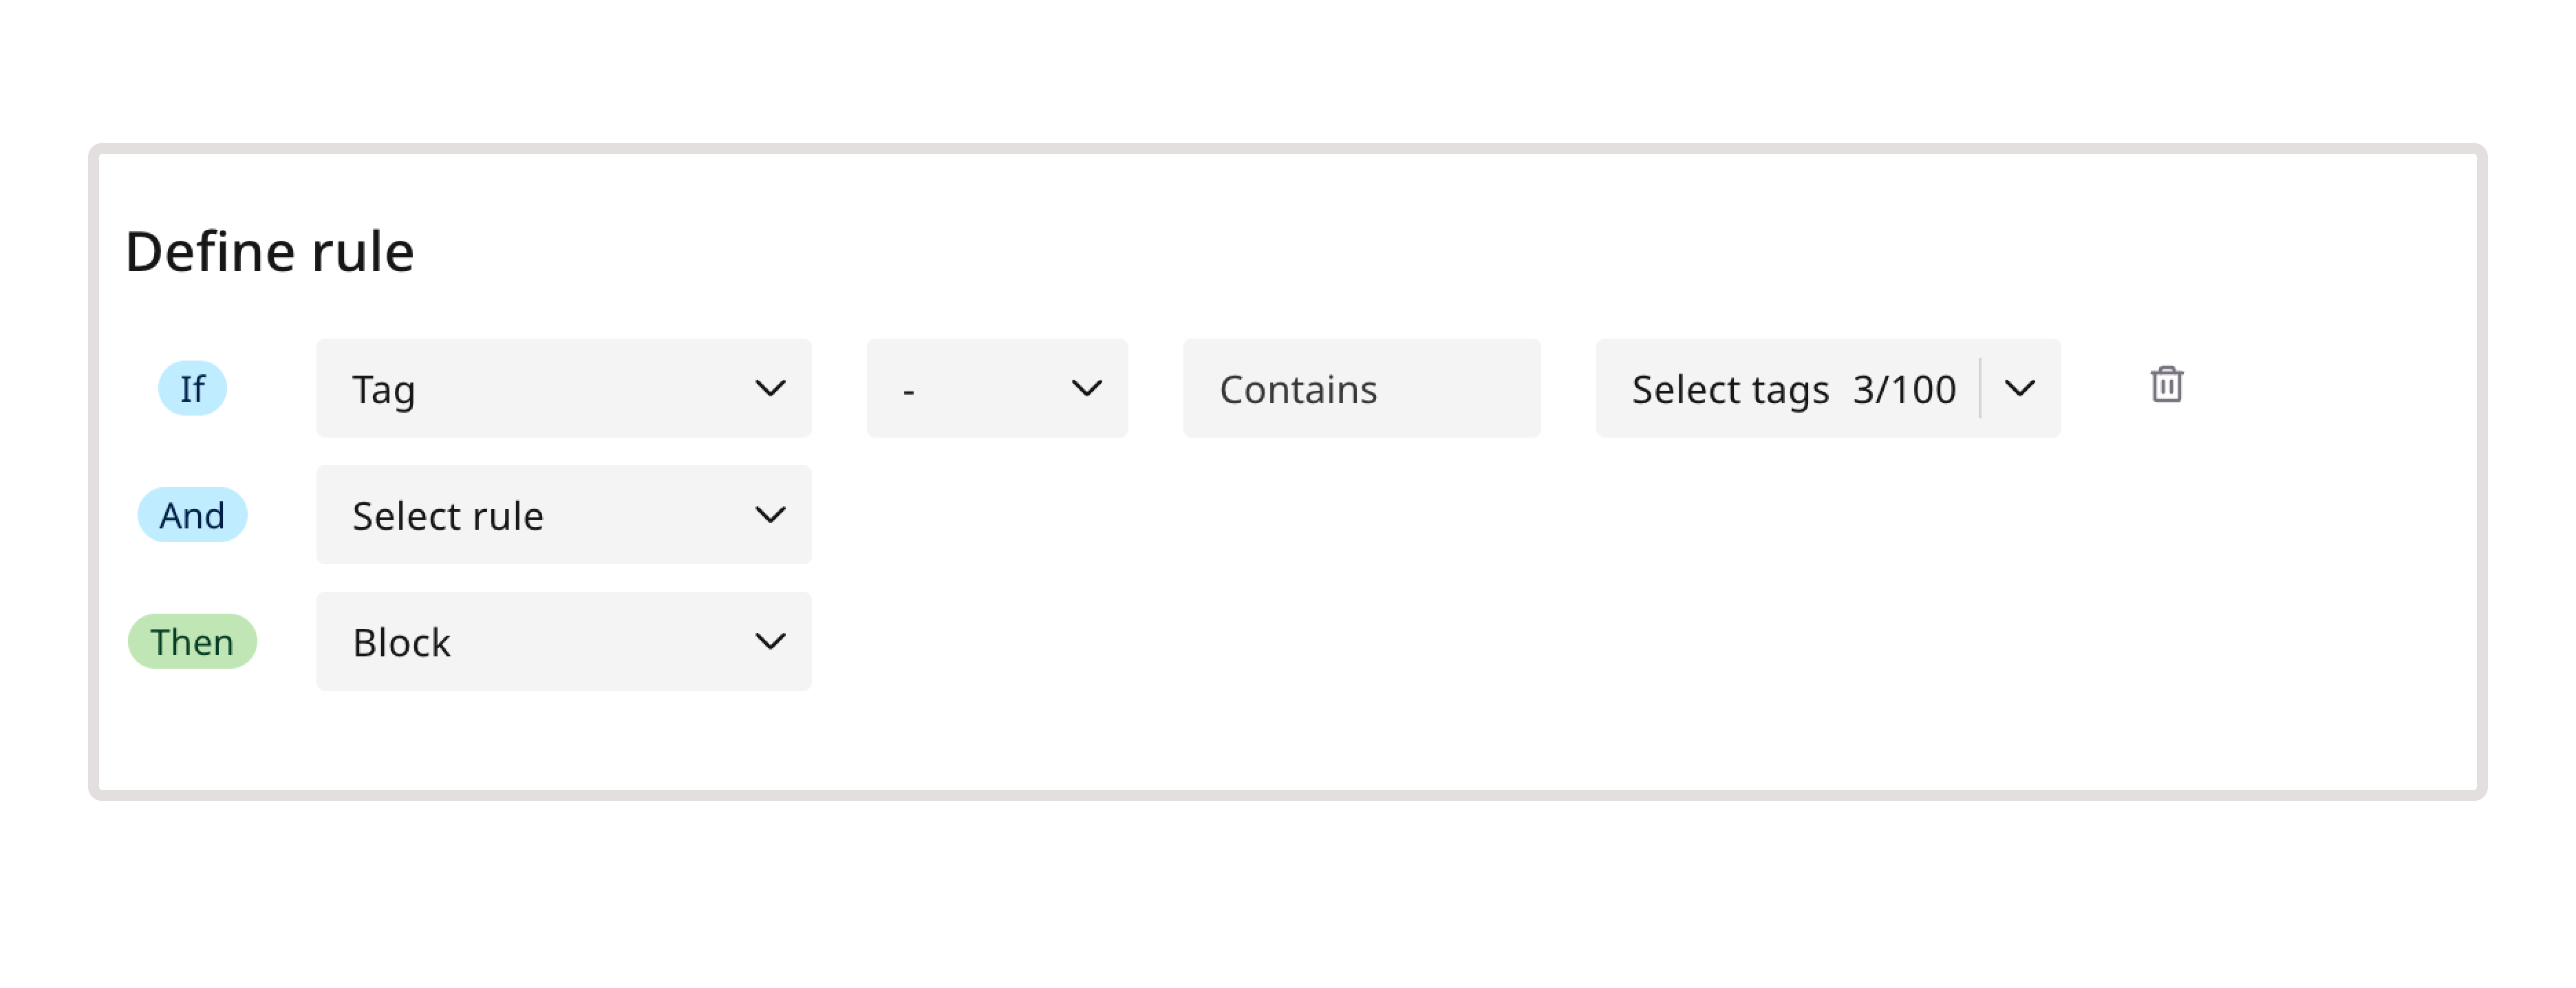 Define rule
If Tag - Contains Select tags 3/100
And Select rule
Then Block